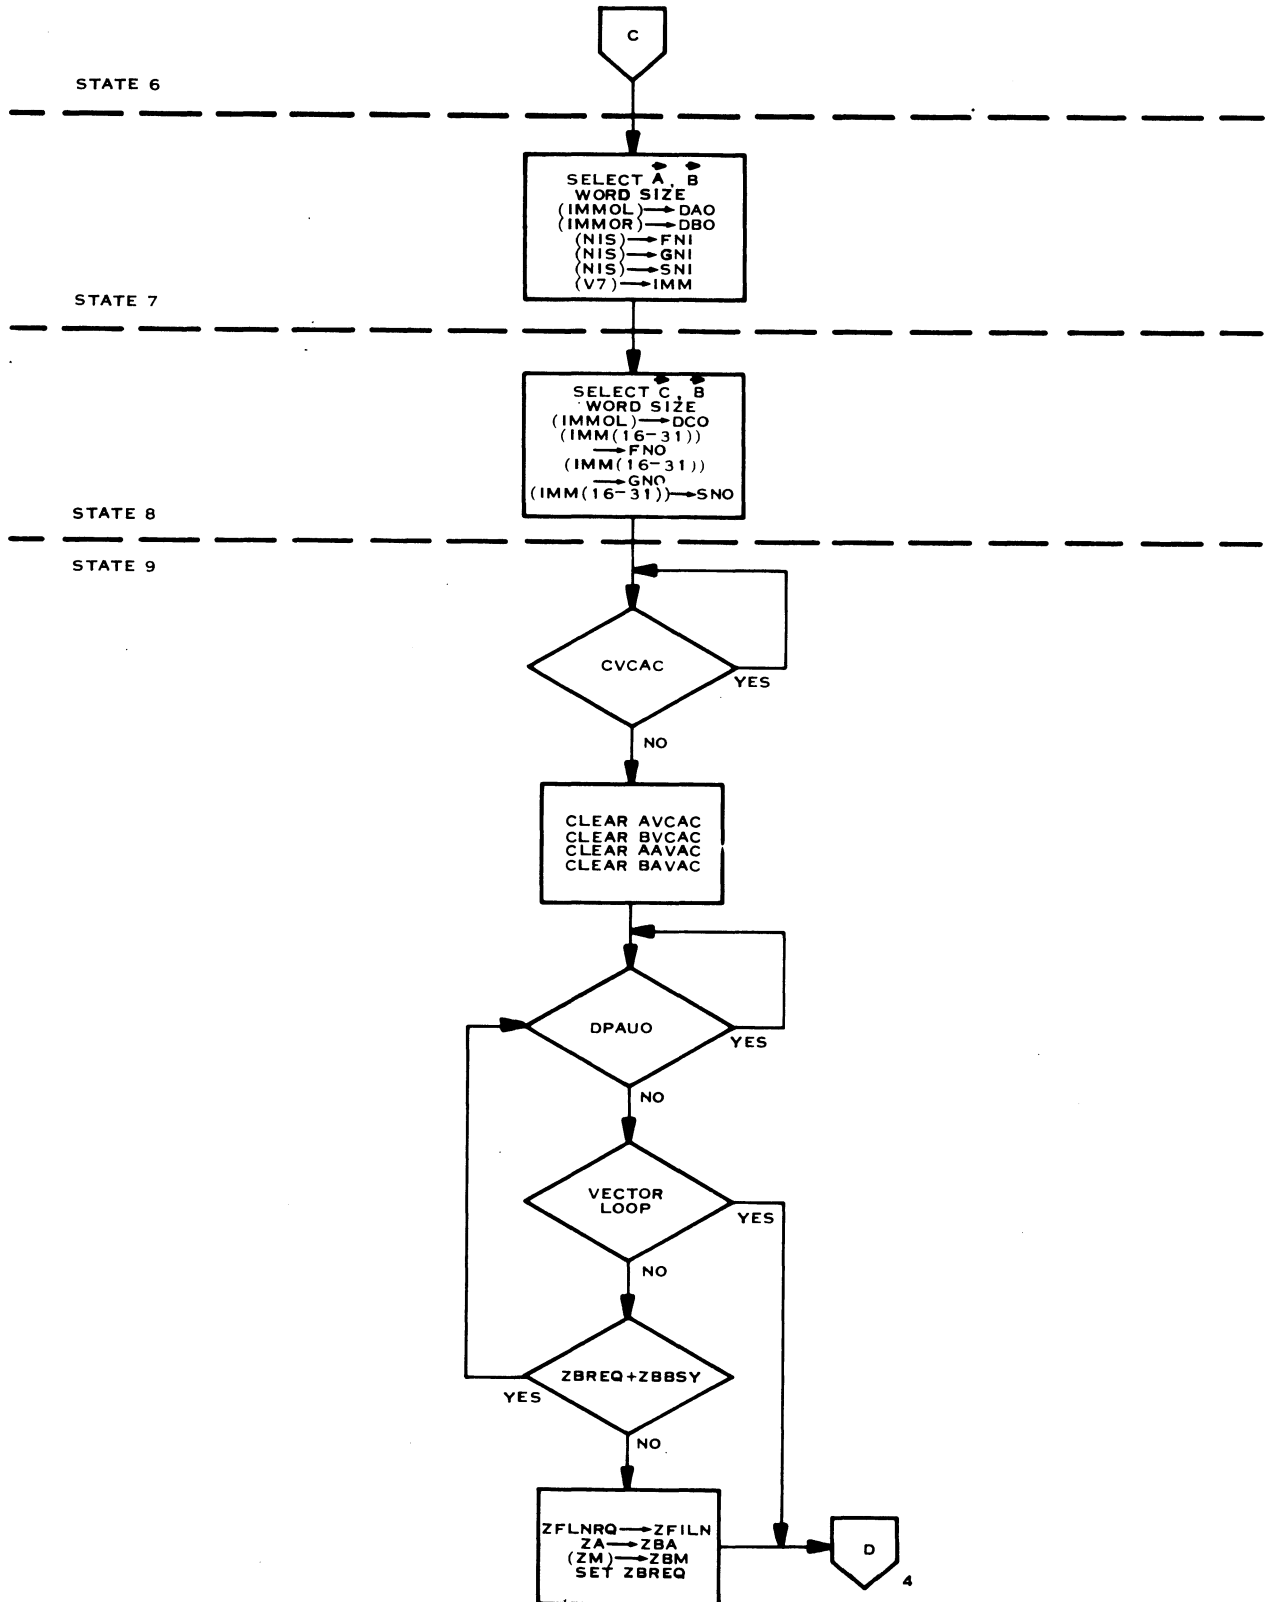 C
STATE 6
SELECT A, B
WORD SIZE
(IMMOL)→DAO
(IMMOR)→DBO
(NIS)→FNI
(NIS)→GNI
(NIS)→SNI
(V7)→IMM
STATE 7
SELECT C, B
WORD SIZE
(IMMOL)→DCO
(IMM(16-31))
→FNO
(IMM(16-31))
→GNO
(IMM(16-31))→SNO
STATE 8
STATE 9
CVCAC
YES
NO
CLEAR AVCAC
CLEAR BVCAC
CLEAR AAVAC
CLEAR BAVAC
DPAUO
YES
NO
VECTOR
LOOP
YES
NO
ZBREQ+ZBBSY
YES
NO
ZFLNRQ→ZFILN
ZA→ZBA
(ZM)→ZBM
SET ZBREQ
D
4